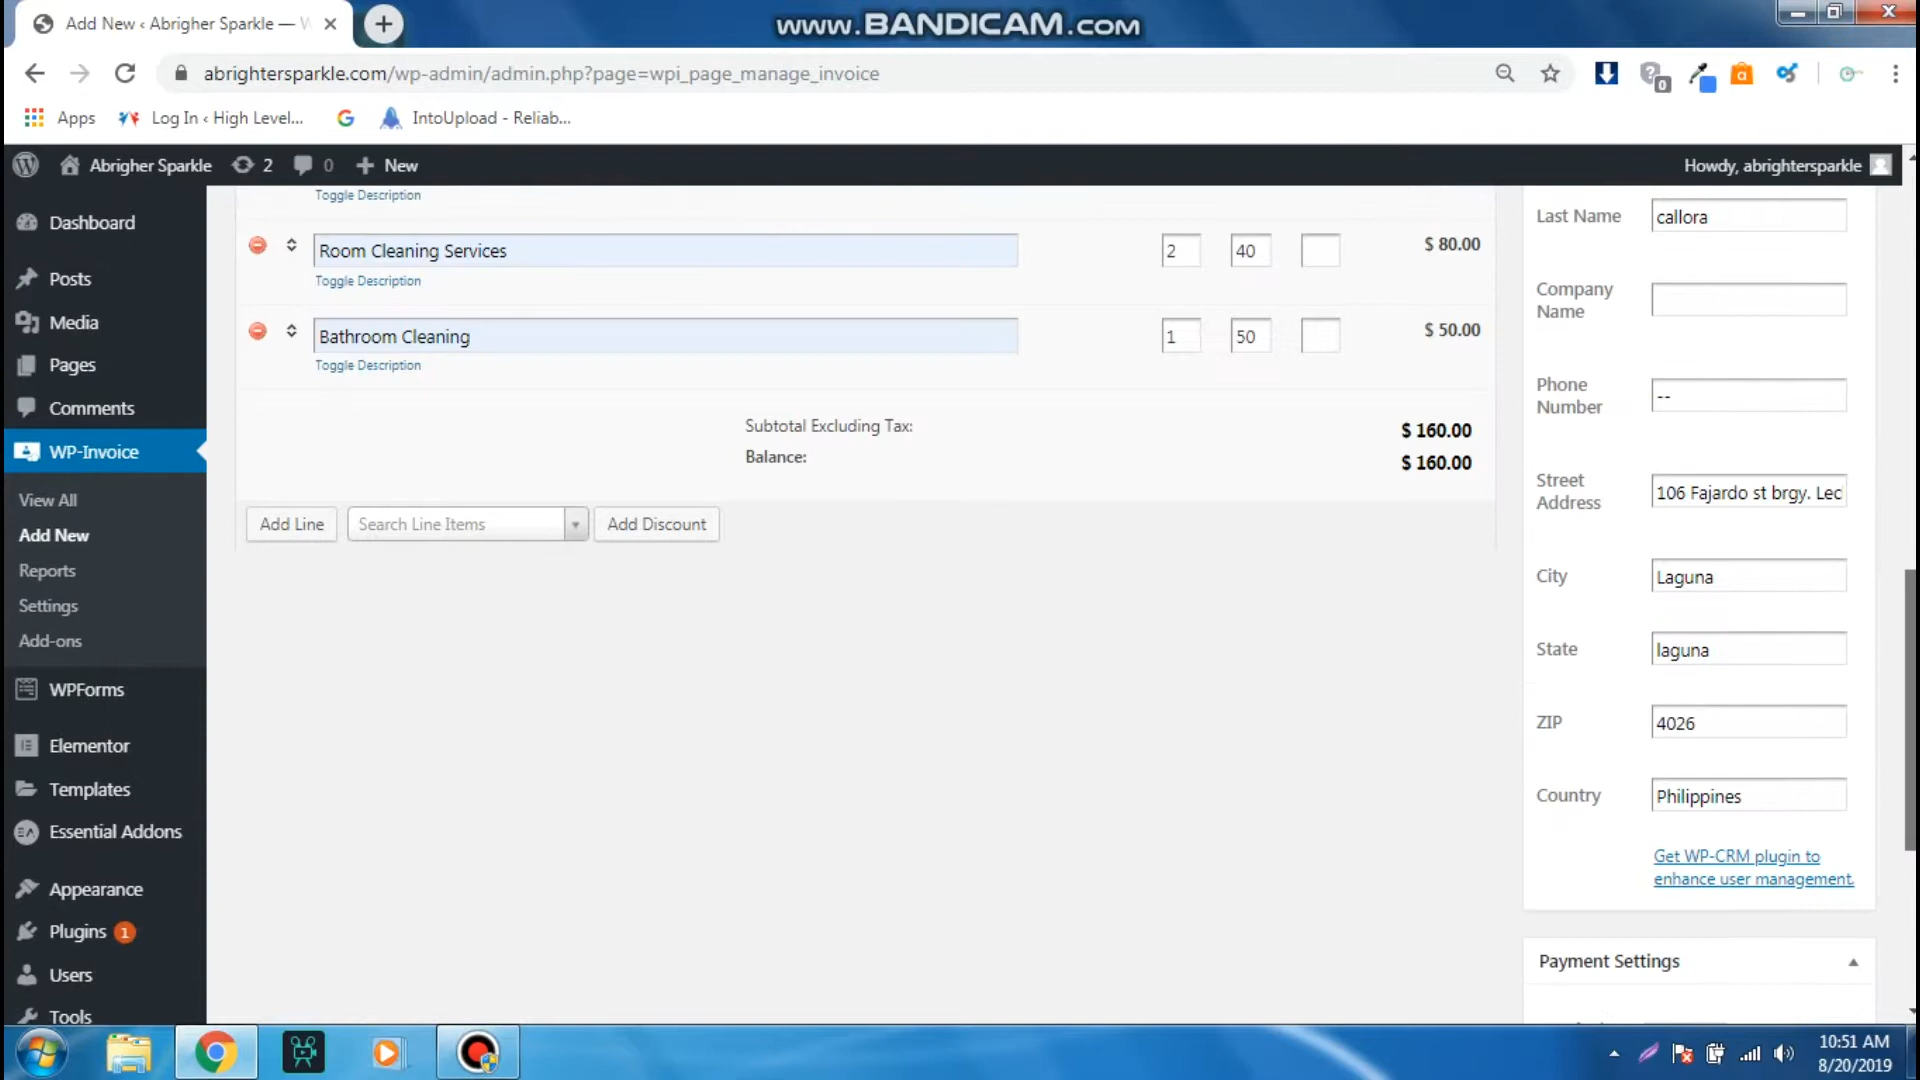 Add New ‹ Abrigher Sparkle — W
www.BANDICAM.com
abrightersparkle.com/wp-admin/admin.php?page=wpi_page_manage_invoice
0
a
Apps
Log In ‹ High Level...
IntoUpload - Reliab...
Abrigher Sparkle
2
0
New
Howdy, abrightersparkle
Dashboard
Posts
Media
Pages
Comments
WP-Invoice
View All
Add New
Reports
Settings
Add-ons
WPForms
Elementor
Templates
EA
Essential Addons
Appearance
Plugins 1
Users
Tools
Toggle Description
Room Cleaning Services
2
40
$ 80.00
Toggle Description
Bathroom Cleaning
1
50
$ 50.00
Toggle Description
Subtotal Excluding Tax:
$ 160.00
Balance:
$ 160.00
Add Line
Search Line Items
Add Discount
Last Name
callora
Company
Name
Phone
Number
--
Street
Address
106 Fajardo st brgy. Lec
City
Laguna
State
laguna
ZIP
4026
Country
Philippines
Get WP-CRM plugin to
enhance user management.
Payment Settings
10:51 AM
8/20/2019